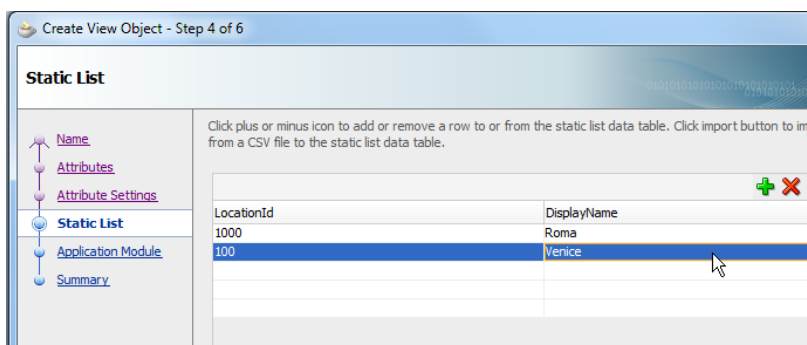 Create View Object - Step 4 of 6
Static List
Name
Attributes
Attribute Settings
Static List
Application Module
Summary
Click plus or minus icon to add or remove a row to or from the static list data table. Click import button to im
from a CSV file to the static list data table.
LocationId DisplayName
1000 Roma
100 Venice